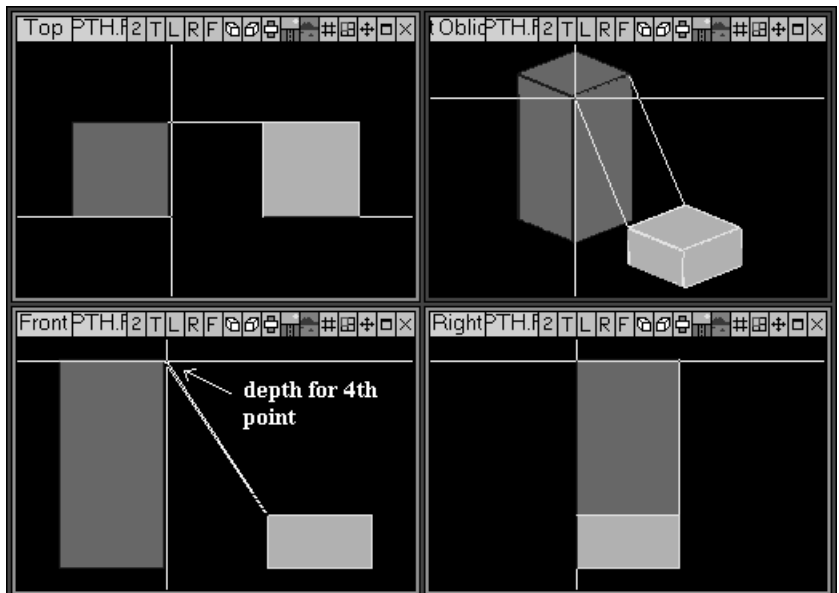 Top PTH.F 2 T L R F
t Obliq PTH.F 2 T L R F
Front PTH.F 2 T L R F
Right PTH.F 2 T L R F
depth for 4th
point